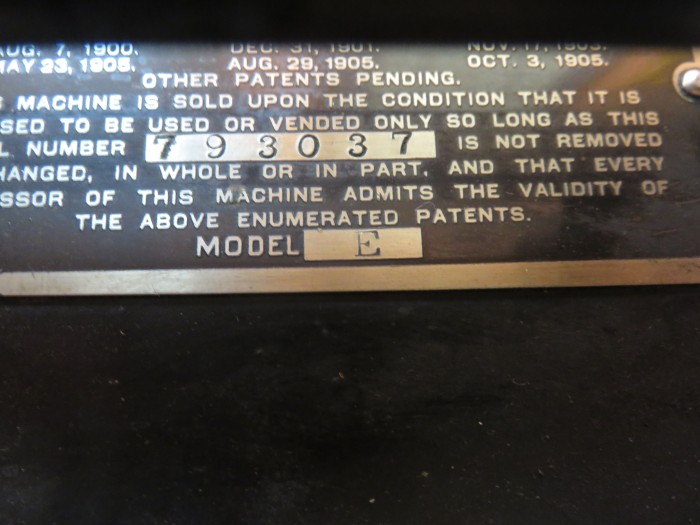 AUG. 7, 1900. DEC. 31, 1901. NOV. 17, 1903.
MAY 23, 1905. AUG. 29, 1905. OCT. 3, 1905.
OTHER PATENTS PENDING.
MACHINE IS SOLD UPON THE CONDITION THAT IT IS
SED TO BE USED OR VENDED ONLY SO LONG AS THIS
L NUMBER 793037 IS NOT REMOVED
HANGED, IN WHOLE OR IN PART, AND THAT EVERY
SSOR OF THIS MACHINE ADMITS THE VALIDITY OF
THE ABOVE ENUMERATED PATENTS.
MODEL E